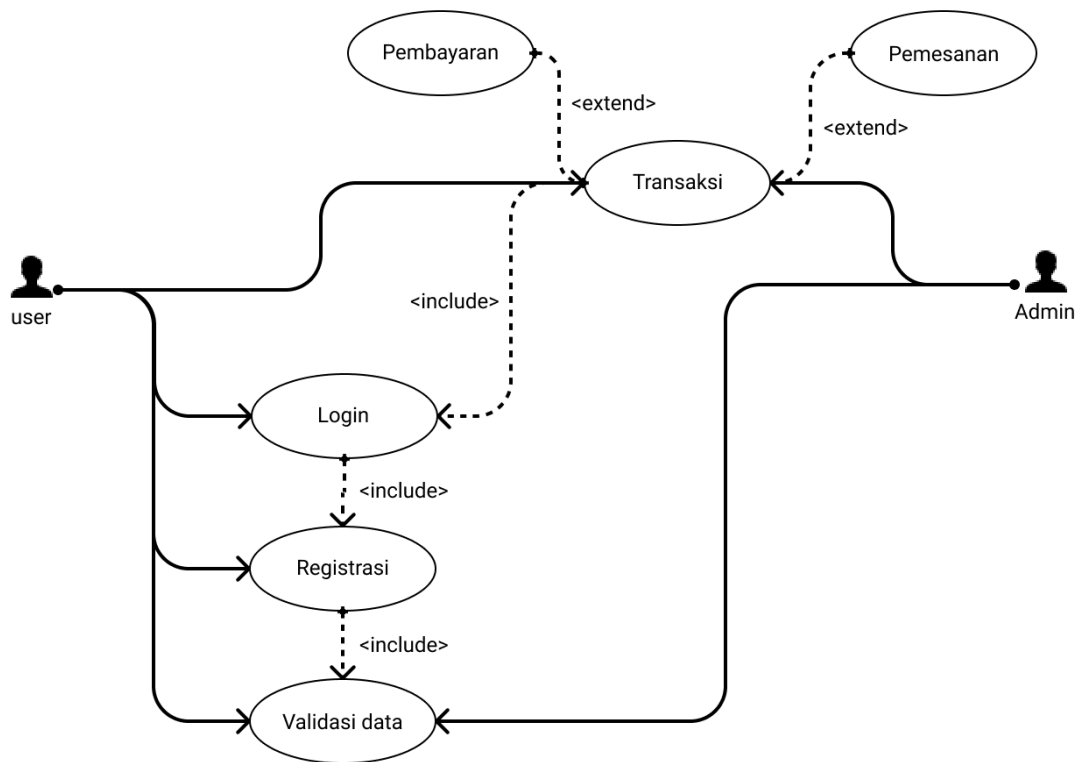 Pembayaran
Pemesanan
<extend>
<extend>
Transaksi
user
<include>
Admin
Login
<include>
Registrasi
<include>
Validasi data